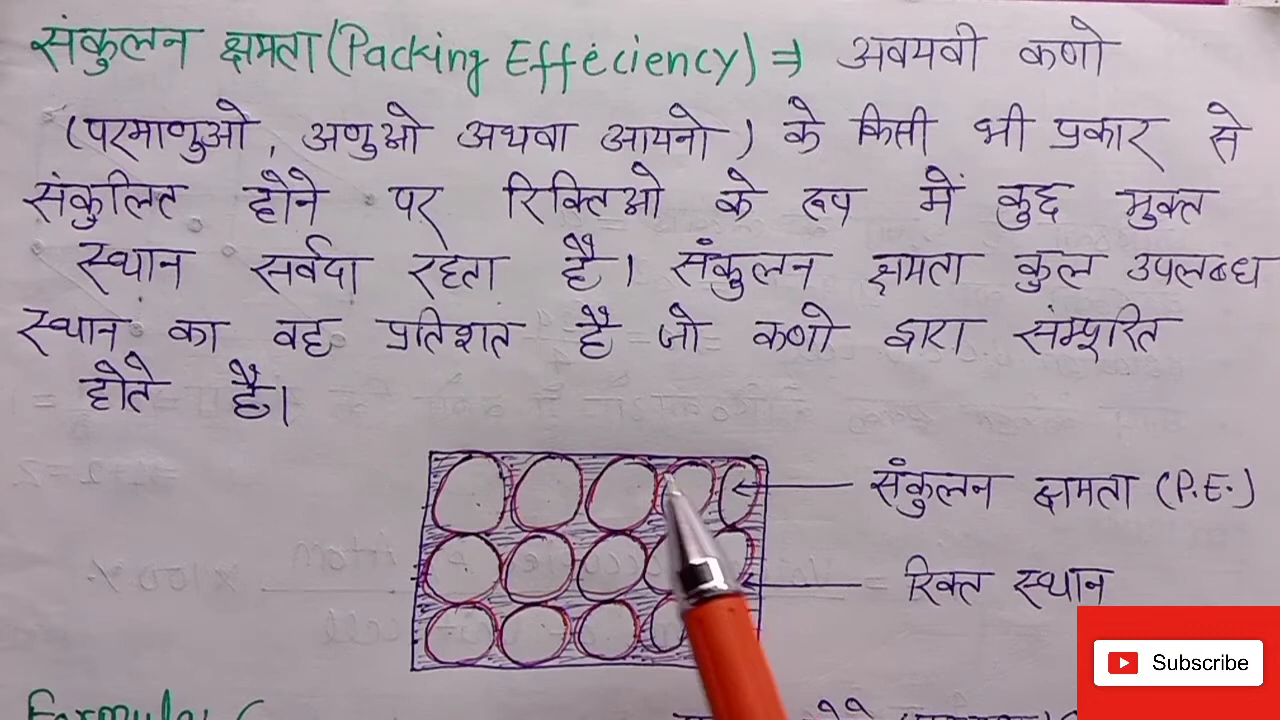 संकुलन क्षमता (Packing Efféciency) ⇒ अवयवी कणो
(परमाणुओ, अणुओ अथवा आयनो) के किसी भी प्रकार से
संकुलित होने पर रिक्तिओ के रूप में कुछ मुक्त
स्थान सर्वदा रहता है। संकुलन क्षमता कुल उपलब्ध
स्थान का वह प्रतिशत है जो कणो द्वारा संम्पूरित
होते है।
संकुलन क्षमता (P.E.)
रिक्त स्थान
Subscribe